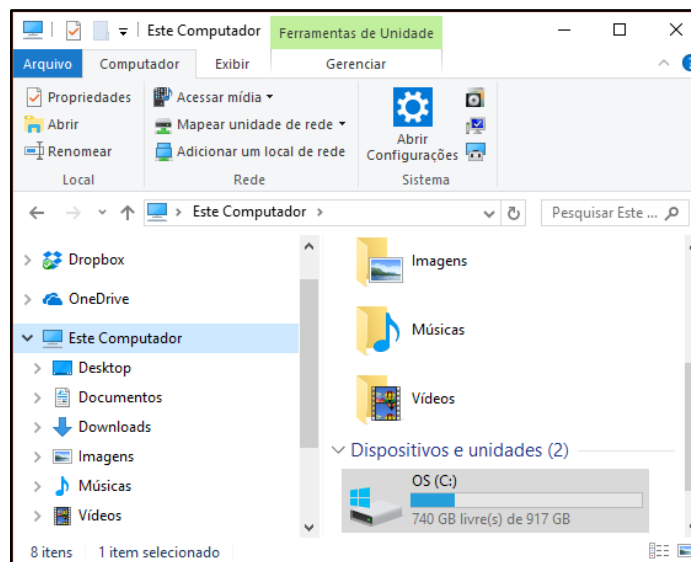 Este Computador
Ferramentas de Unidade
Arquivo Computador Exibir Gerenciar
Propriedades
Abrir
Renomear
Local
Acessar mídia
Mapear unidade de rede
Adicionar um local de rede
Rede
Abrir
Configurações
Sistema
Este Computador
Pesquisar Este ...
Dropbox
OneDrive
Este Computador
Desktop
Documentos
Downloads
Imagens
Músicas
Vídeos
Imagens
Músicas
Vídeos
Dispositivos e unidades (2)
OS (C:)
740 GB livre(s) de 917 GB
8 itens 1 item selecionado